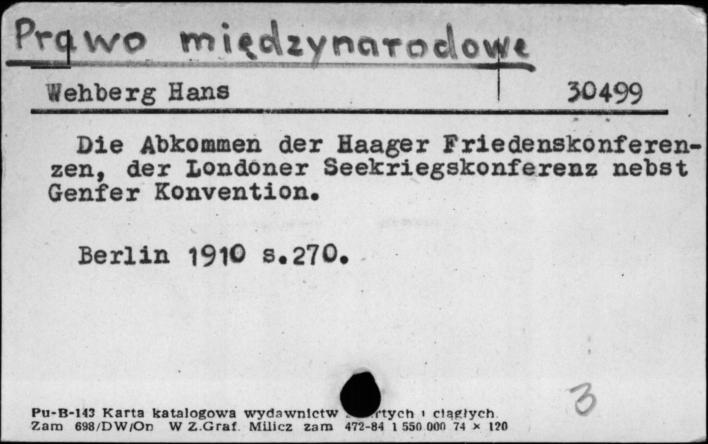 Prawo międzynarodowe
Wehberg Hans 30499
Die Abkommen der Haager Friedenskonferen-
zen, der Londoner Seekriegskonferenz nebst
Genfer Konvention.
Berlin 1910 s.270.
3
Pu-B-143 Karta katalogowa wydawnictw i ciągłych.
Zam 698/DW/On W Z.Graf. Milicz zam 472-84 1 550 000 74 × 120